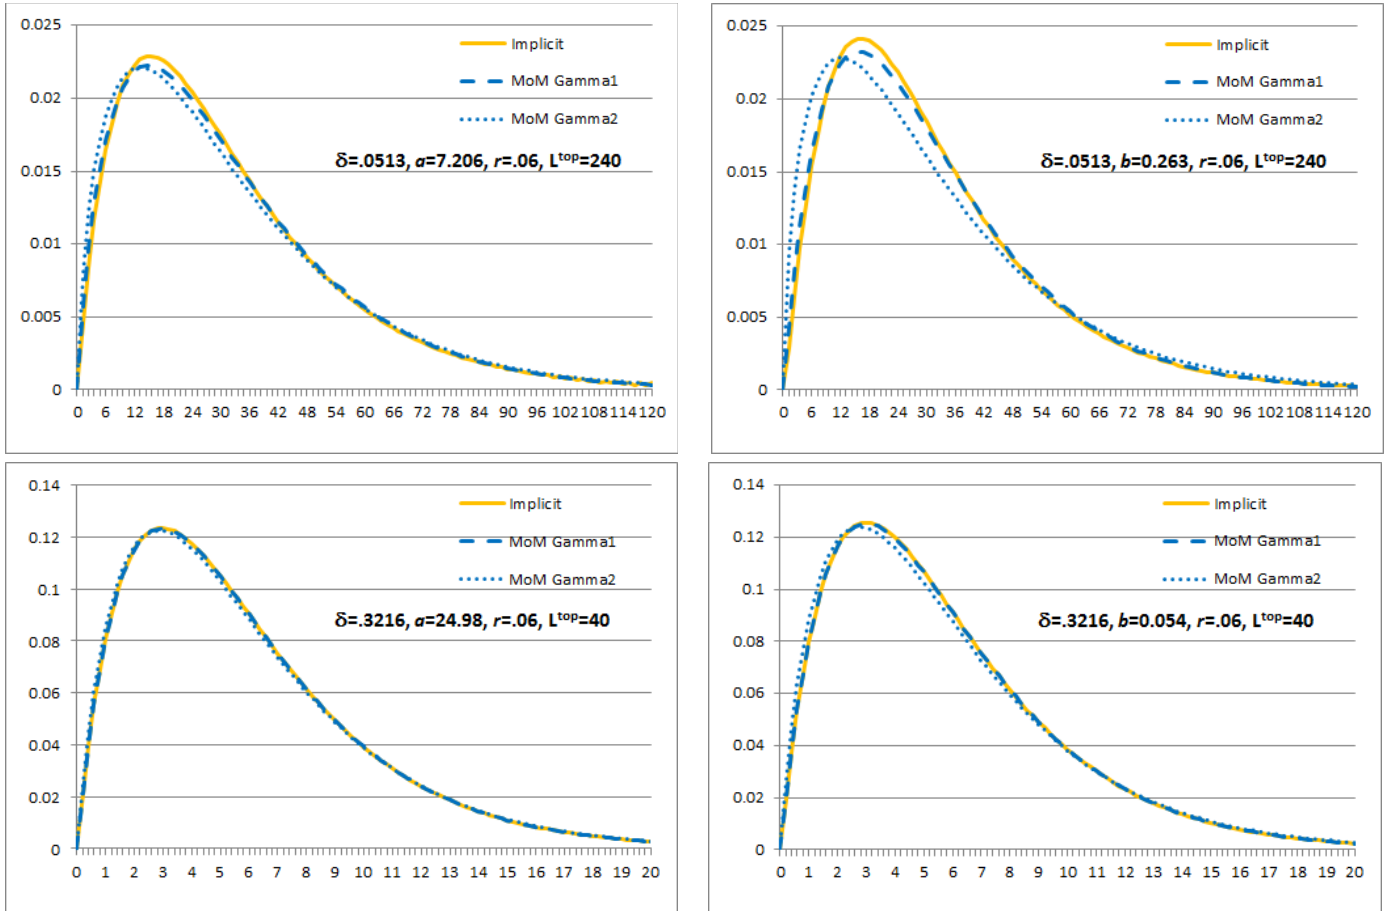 0.025
0.02
0.015
0.01
0.005
0
Implicit
MoM Gamma1
MoM Gamma2
δ=.0513, a=7.206, r=.06, Ltop=240
0 6 12 18 24 30 36 42 48 54 60 66 72 78 84 90 96 102 108 114 120
0.025
0.02
0.015
0.01
0.005
0
Implicit
MoM Gamma1
MoM Gamma2
δ=.0513, b=0.263, r=.06, Ltop=240
0 6 12 18 24 30 36 42 48 54 60 66 72 78 84 90 96 102 108 114 120
0.14
0.12
0.1
0.08
0.06
0.04
0.02
0
Implicit
MoM Gamma1
MoM Gamma2
δ=.3216, a=24.98, r=.06, Ltop=40
0 1 2 3 4 5 6 7 8 9 10 11 12 13 14 15 16 17 18 19 20
0.14
0.12
0.1
0.08
0.06
0.04
0.02
0
Implicit
MoM Gamma1
MoM Gamma2
δ=.3216, b=0.054, r=.06, Ltop=40
0 1 2 3 4 5 6 7 8 9 10 11 12 13 14 15 16 17 18 19 20